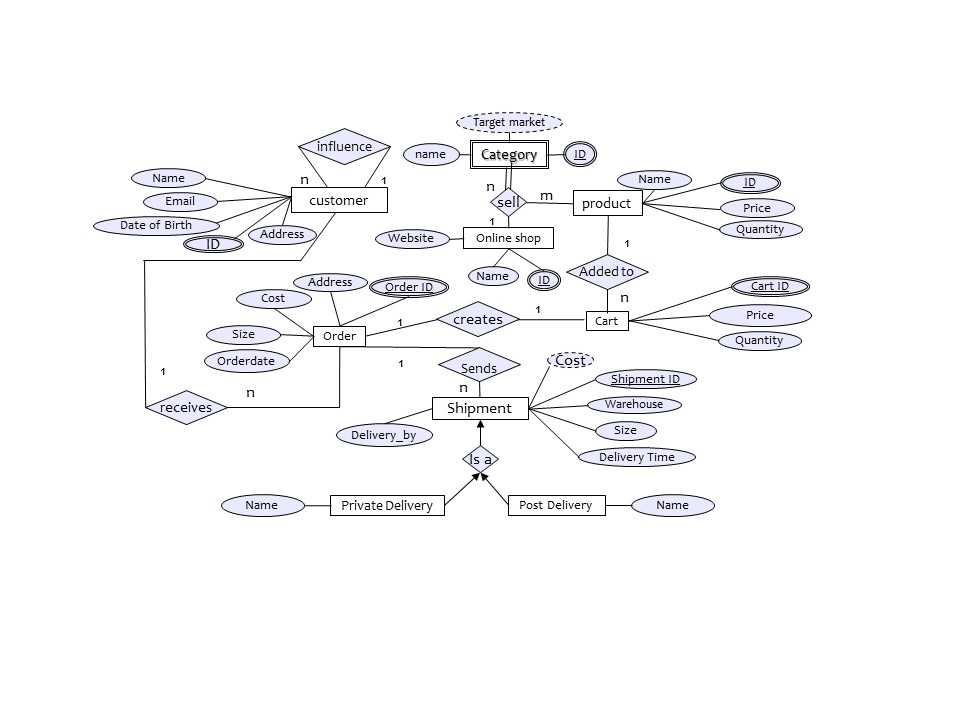 Target market
influence
name
Category
ID
n
1
Name
Email
Date of Birth
ID
Address
customer
n
sell
m
1
product
Name
ID
Price
Quantity
Website
Online shop
Name
ID
1
Added to
n
Address
Order ID
Cost
Size
Orderdate
Order
1
creates
1
Cart
Cart ID
Price
Quantity
1
receives
n
1
Sends
n
Cost
Shipment ID
Warehouse
Size
Delivery Time
Shipment
Delivery_by
Is a
Name
Private Delivery
Post Delivery
Name